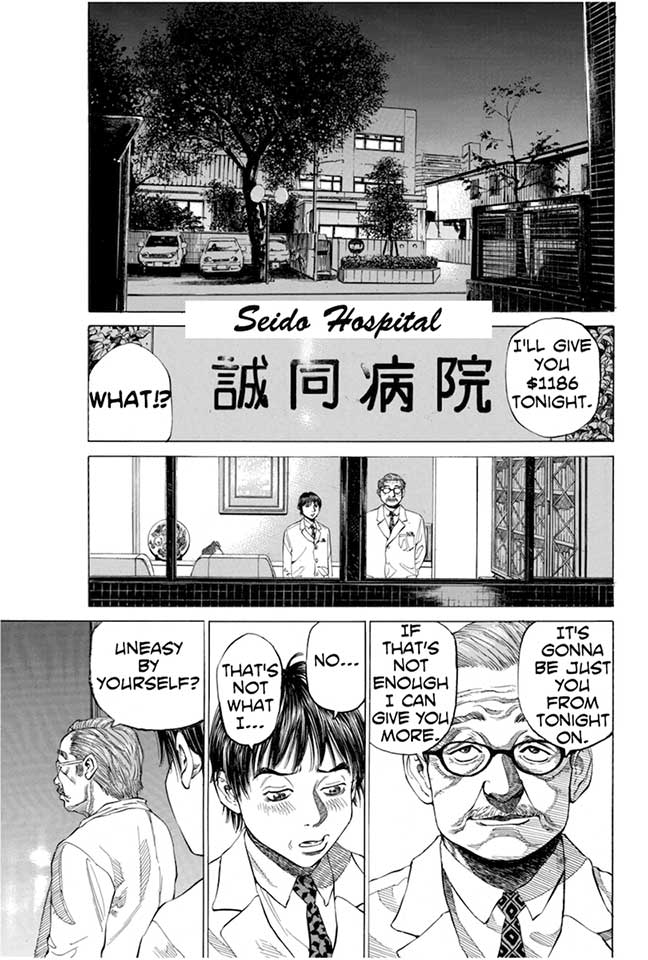 Seido Hospital
I'LL GIVE
YOU
$1186
TONIGHT.
誠同病院
WHAT!?
IT'S
GONNA
BE JUST
YOU
FROM
TONIGHT
ON.
IF
THAT'S
NOT
ENOUGH
I CAN
GIVE YOU
MORE.
NO...
THAT'S
NOT
WHAT
I...
UNEASY
BY
YOURSELF?